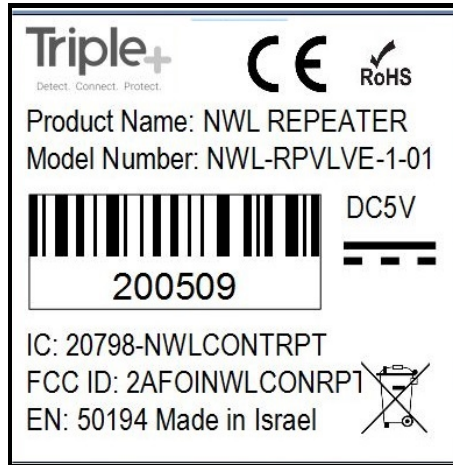 Triple+
Detect. Connect. Protect.
CE
RoHS
Product Name: NWL REPEATER
Model Number: NWL-RPVLVE-1-01
DC5V
200509
IC: 20798-NWLCONTRPT
FCC ID: 2AFOINWLCONRPT
EN: 50194 Made in Israel